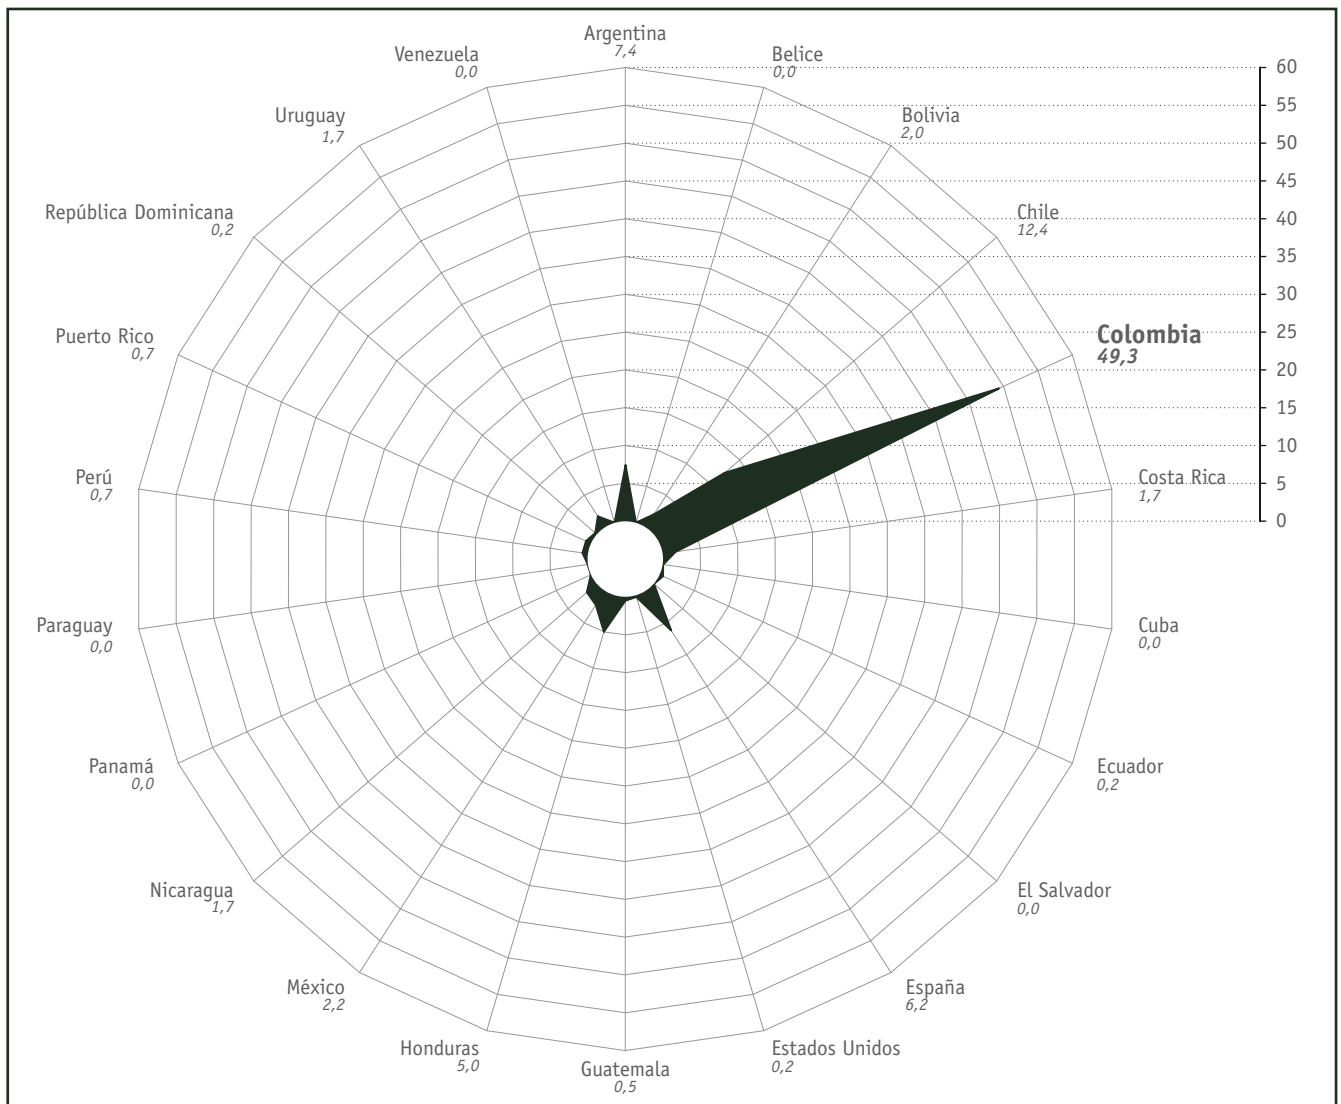 Argentina
7,4
Belice
0,0
Bolivia
2,0
Chile
12,4
Colombia
49,3
Costa Rica
1,7
Cuba
0,0
Ecuador
0,2
El Salvador
0,0
España
6,2
Estados Unidos
0,2
Guatemala
0,5
Honduras
5,0
México
2,2
Nicaragua
1,7
Panamá
0,0
Paraguay
0,0
Perú
0,7
Puerto Rico
0,7
República Dominicana
0,2
Uruguay
1,7
Venezuela
0,0
60
55
50
45
40
35
30
25
20
15
10
5
0